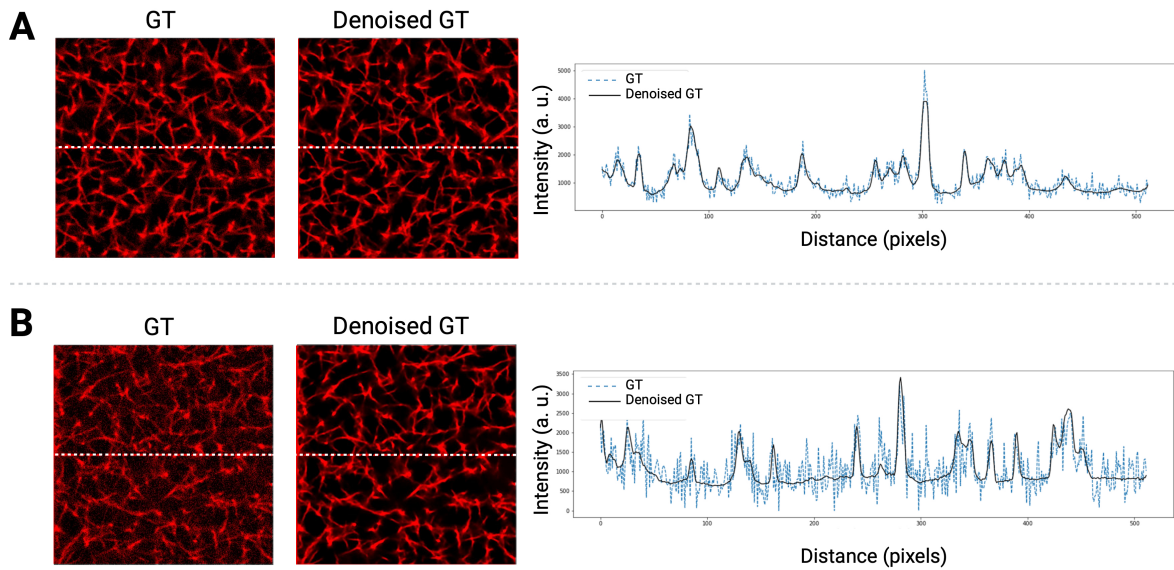 A
GT
Denoised GT
GT
Denoised GT
Intensity (a. u.)
5000
4000
3000
2000
1000
0
100
200
300
400
500
Distance (pixels)
B
GT
Denoised GT
GT
Denoised GT
Intensity (a. u.)
3500
3000
2500
2000
1500
1000
500
0
0
100
200
300
400
500
Distance (pixels)